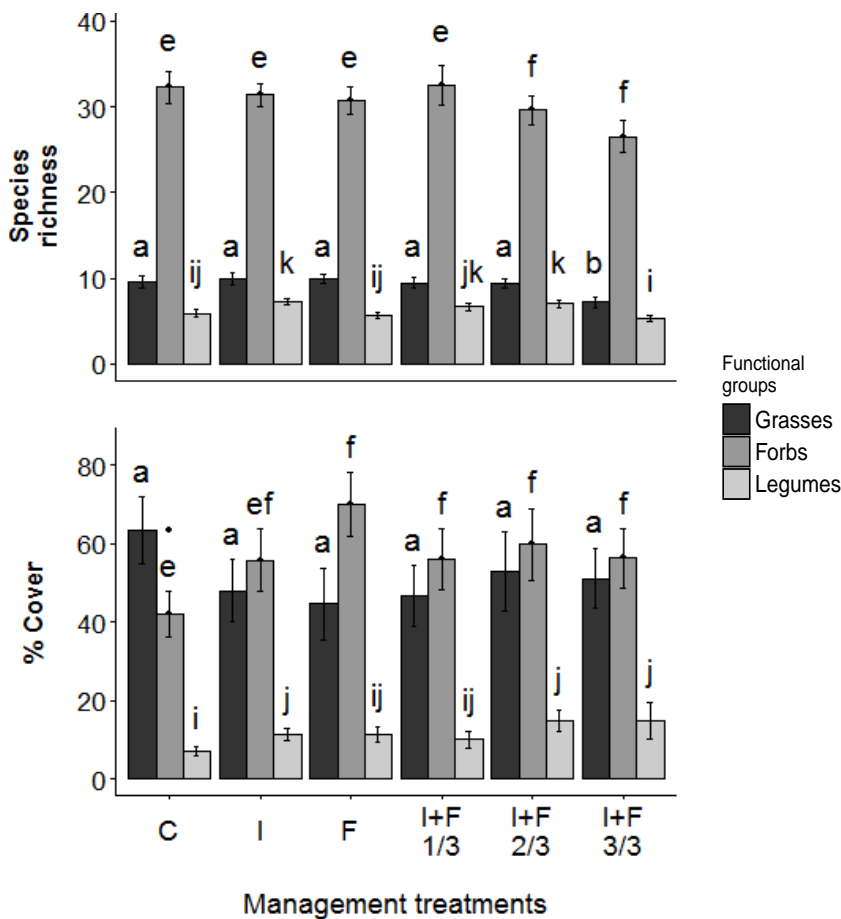 40
30
20
10
0
Species
richness
e e e e f f
a a a a a b
ij k ij jk k i
80
60
40
20
0
% Cover
a a a a a a
e ef f f f f
i j ij ij j j
C I F I+F I+F I+F
1/3 2/3 3/3
Management treatments
Functional
groups
Grasses
Forbs
Legumes